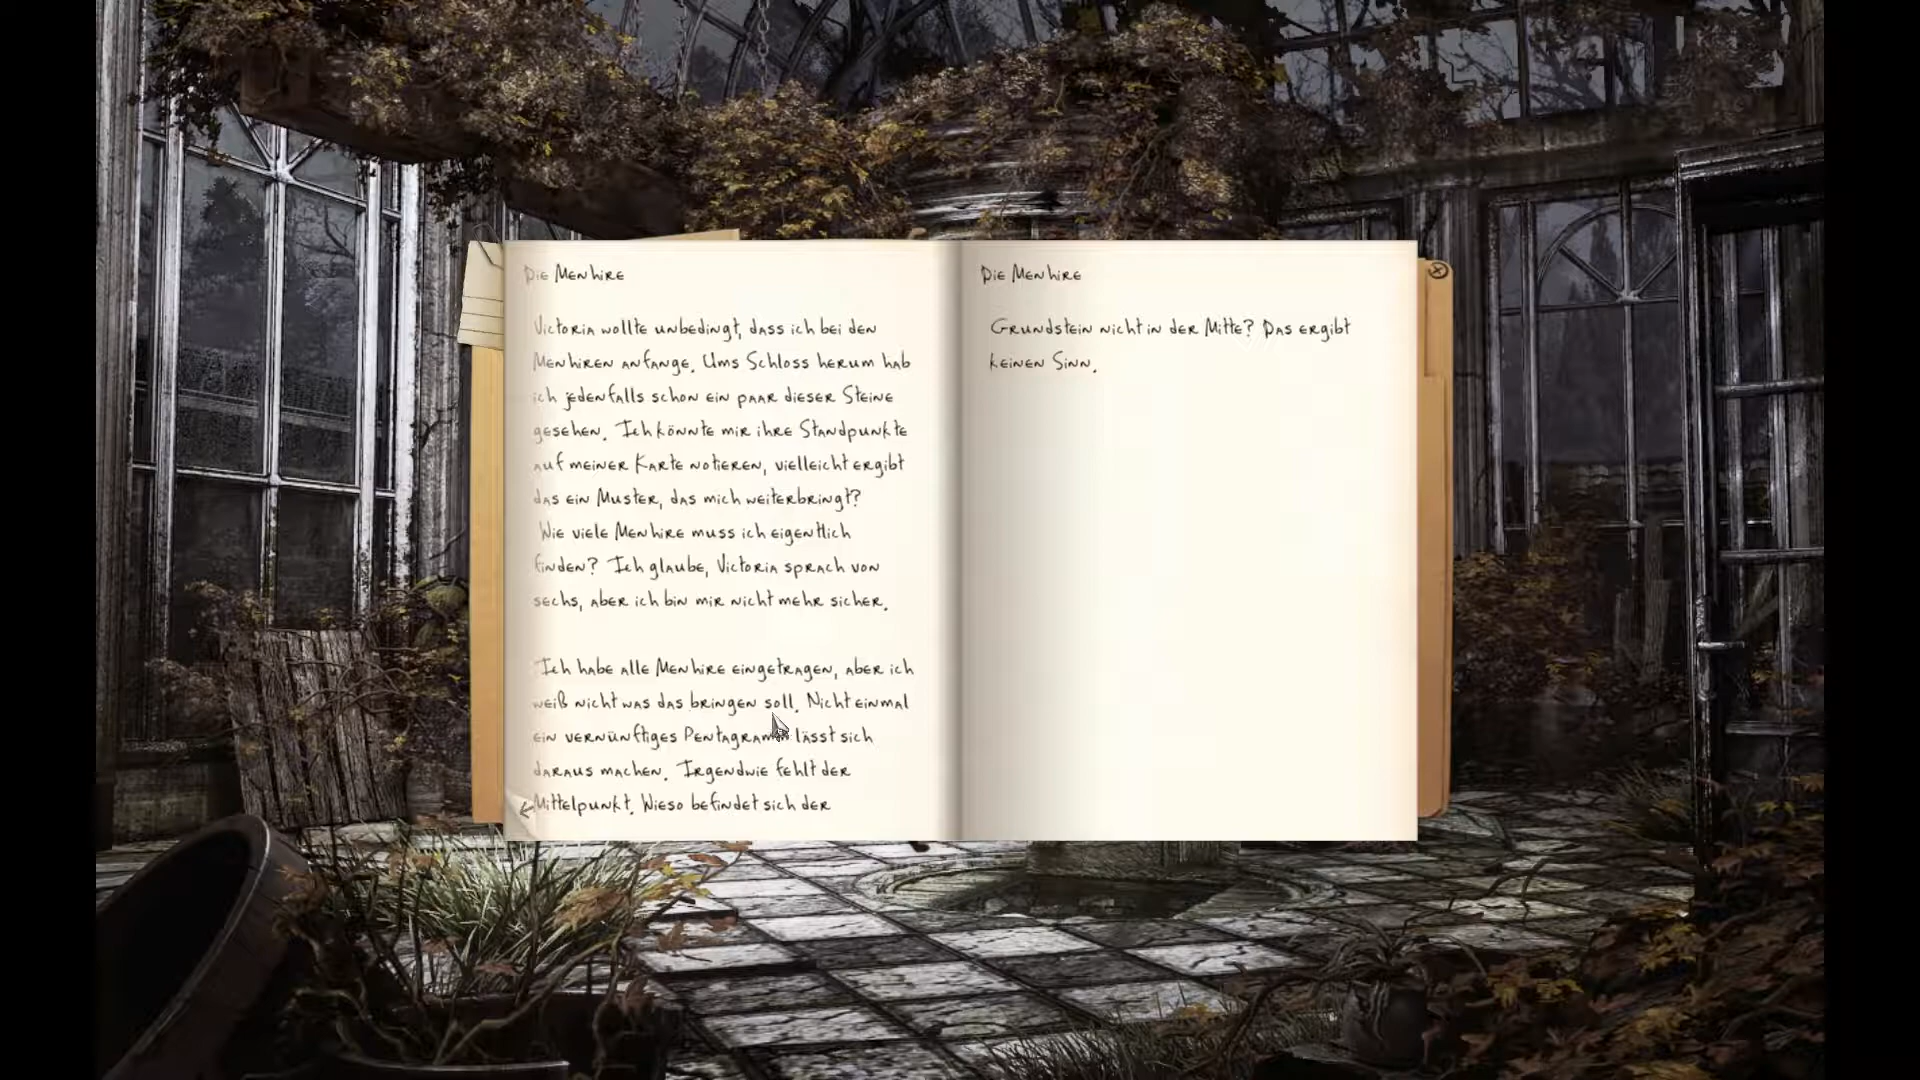 Die Menhire
Victoria wollte unbedingt, dass ich bei den
Menhiren anfange. Ums Schloss herum hab
ich jedenfalls schon ein paar dieser Steine
gesehen. Ich könnte mir ihre Standpunkte
auf meiner Karte notieren, vielleicht ergibt
das ein Muster, das mich weiterbringt?
Wie viele Menhire muss ich eigentlich
finden? Ich glaube, Victoria sprach von
sechs, aber ich bin mir nicht mehr sicher.
Ich habe alle Menhire eingetragen, aber ich
weiß nicht was das bringen soll. Nicht einmal
ein vernünftiges Pentagramm lässt sich
daraus machen. Irgendwie fehlt der
Mittelpunkt. Wieso befindet sich der
Die Menhire
Grundstein nicht in der Mitte? Das ergibt
keinen Sinn.